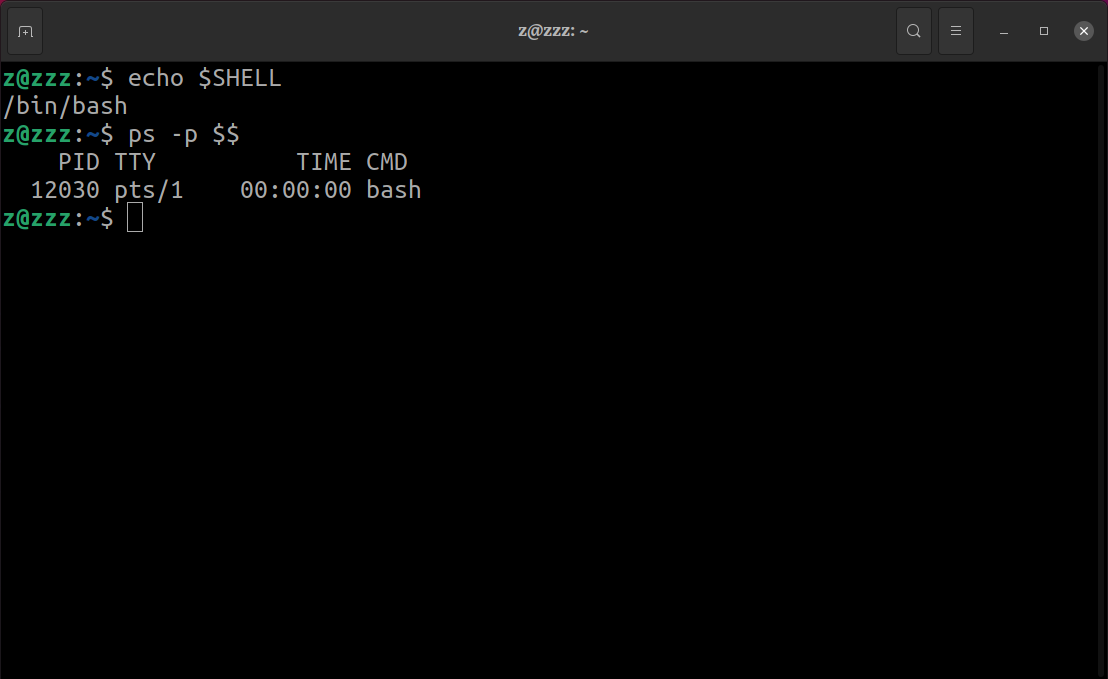 z@zzz: ~
z@zzz:~$ echo $SHELL
/bin/bash
z@zzz:~$ ps -p $$
    PID TTY          TIME CMD
  12030 pts/1    00:00:00 bash
z@zzz:~$